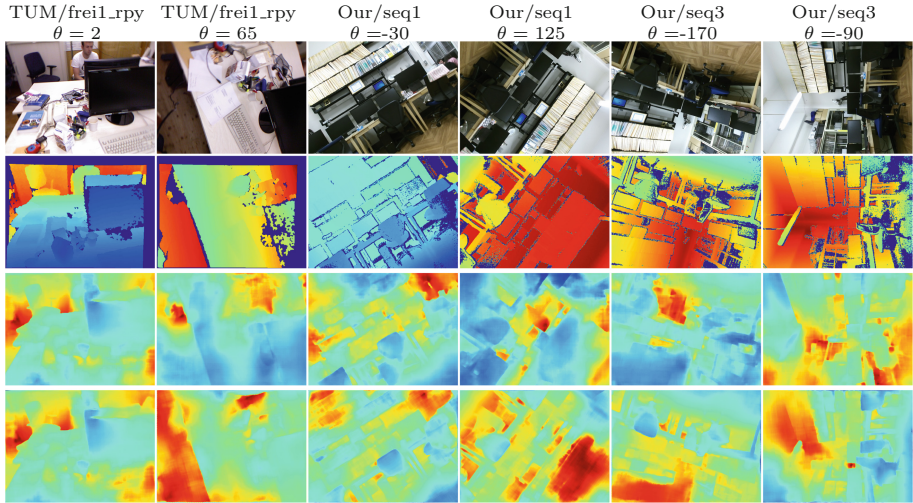 TUM/frei1_rpy TUM/frei1_rpy Our/seq1 Our/seq1 Our/seq3 Our/seq3
θ = 2 θ = 65 θ =-30 θ = 125 θ =-170 θ =-90